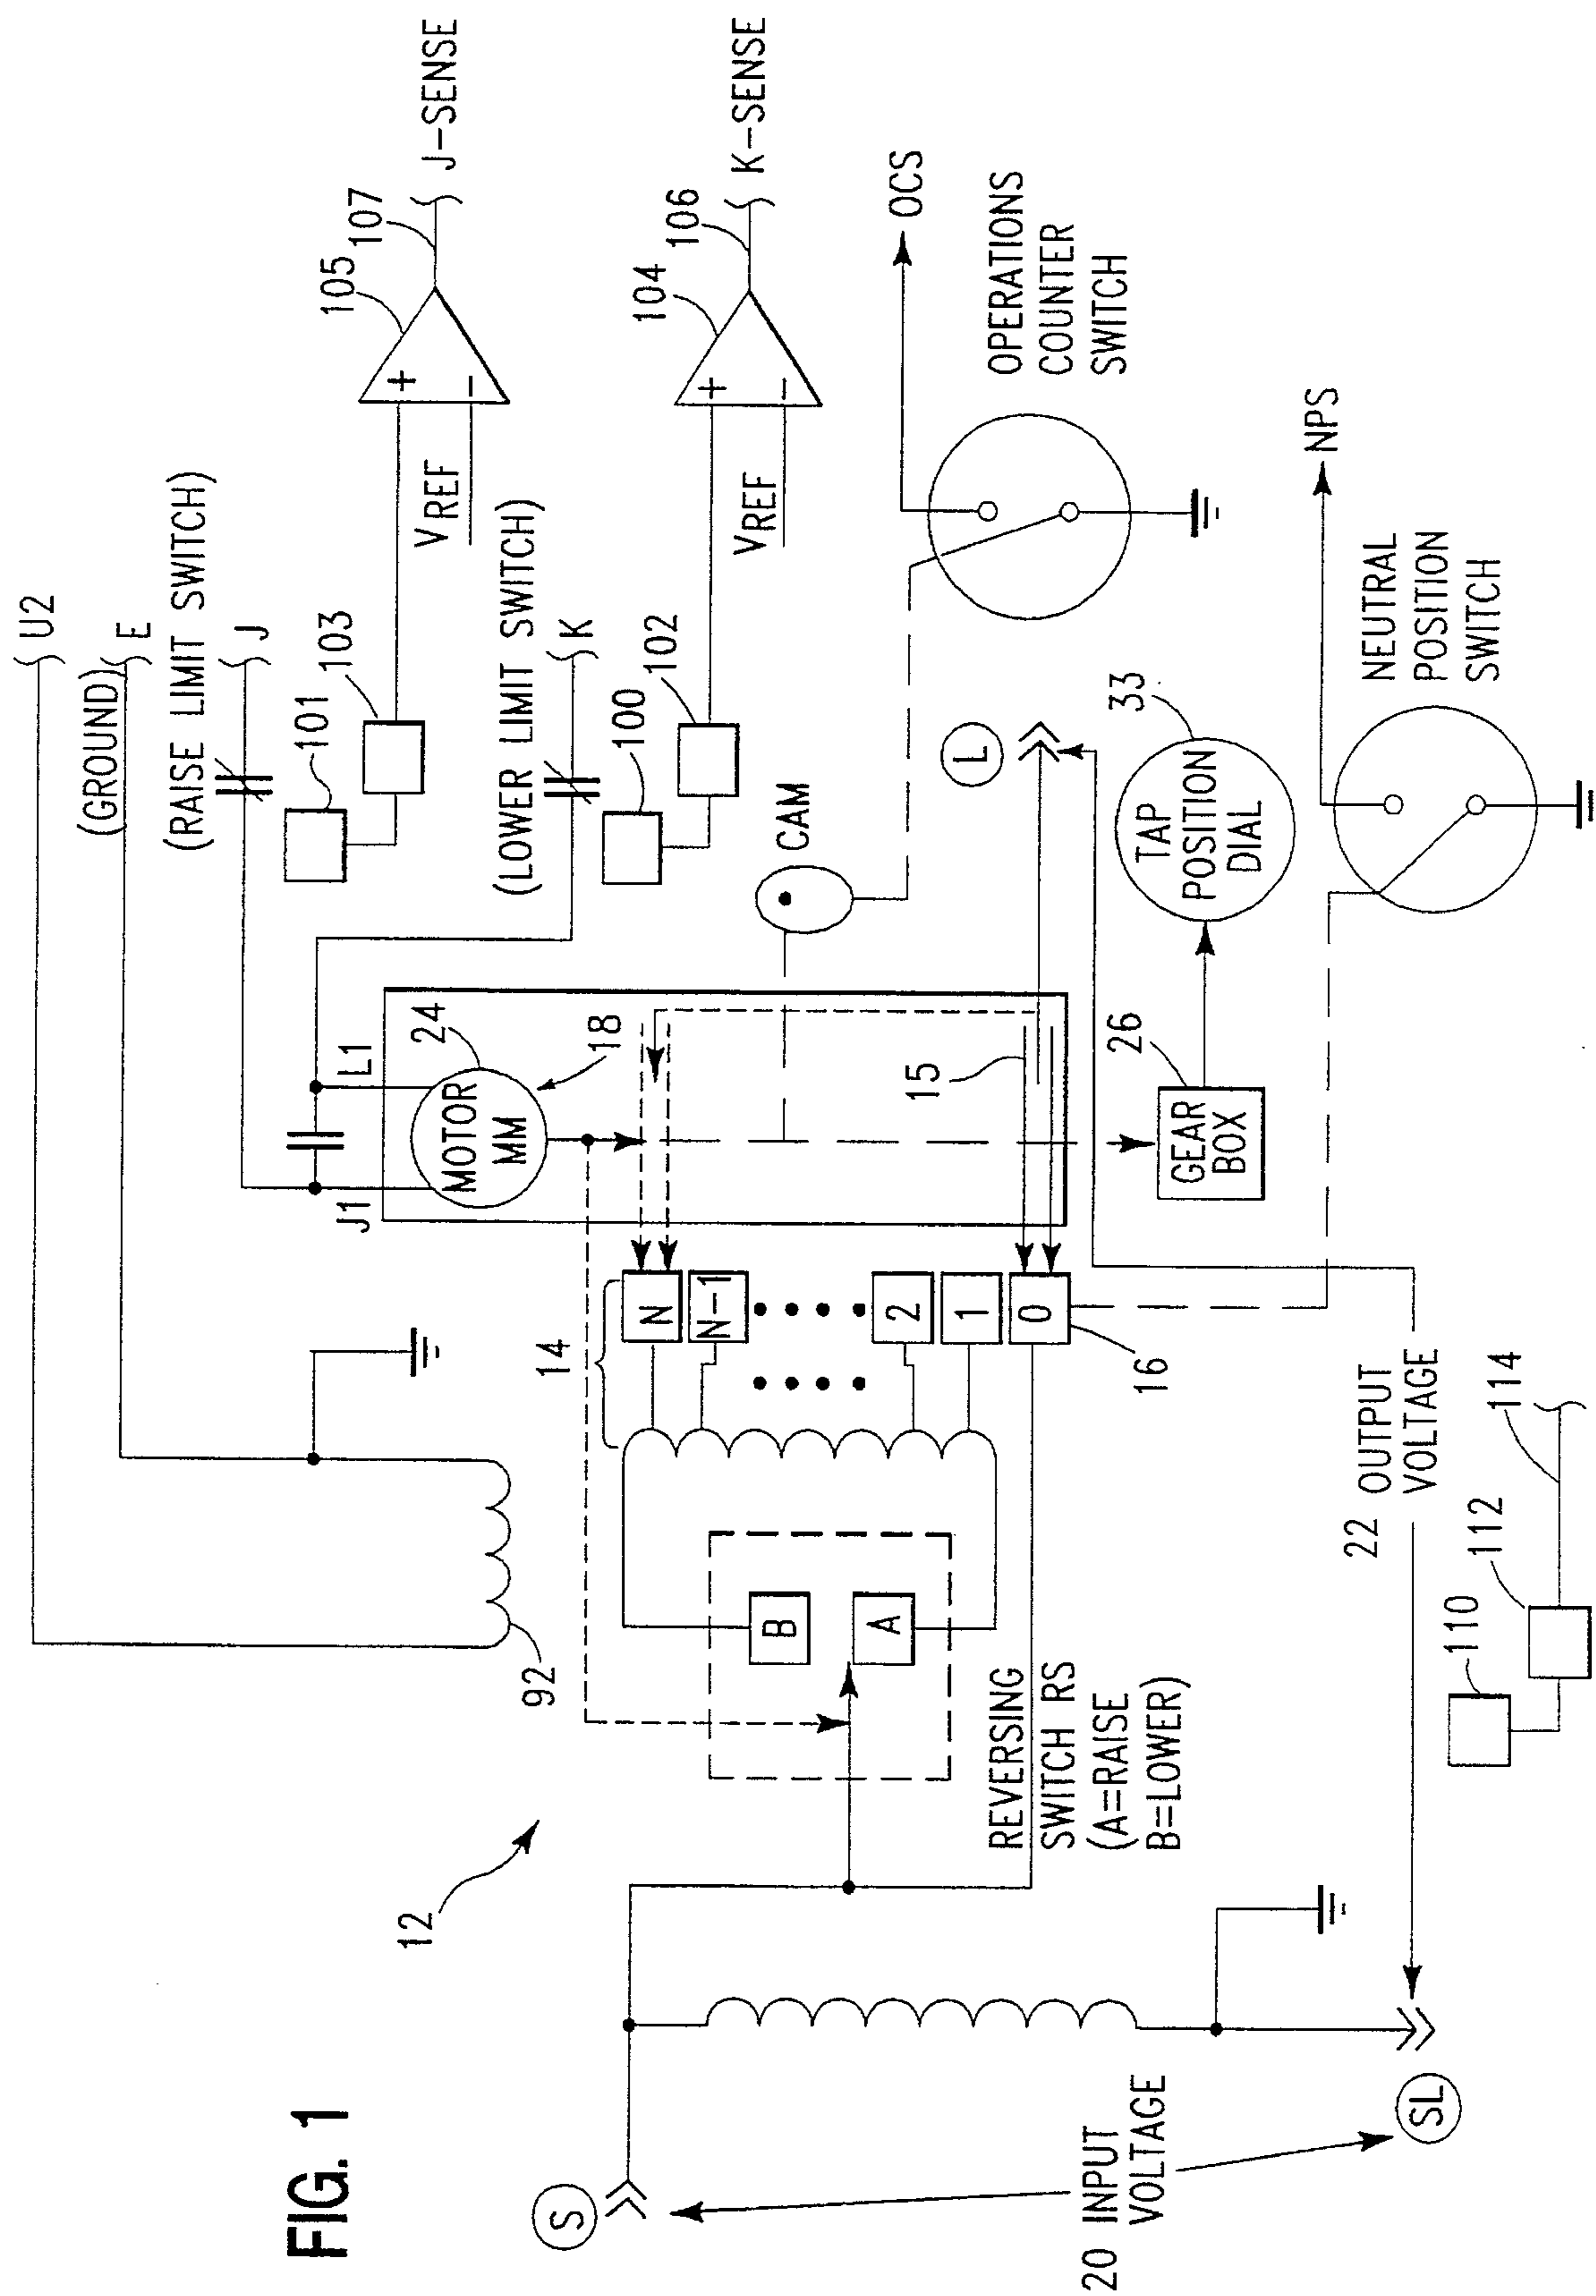 FIG. 1
12
U2
E
(GROUND)
J
(RAISE LIMIT SWITCH)
101
103
105
107
J-SENSE
+
-
VREF
K
(LOWER LIMIT SWITCH)
100
102
104
106
K-SENSE
+
-
VREF
92
J1
L1
MOTOR
MM
24
18
CAM
14
N
N-1
2
1
0
15
16
B
A
REVERSING
SWITCH RS
(A=RAISE
B=LOWER)
OCS
OPERATIONS
COUNTER
SWITCH
L
GEAR
BOX
26
TAP
POSITION
DIAL
33
NPS
NEUTRAL
POSITION
SWITCH
S
20 INPUT
VOLTAGE
SL
22 OUTPUT
VOLTAGE
110
112
114